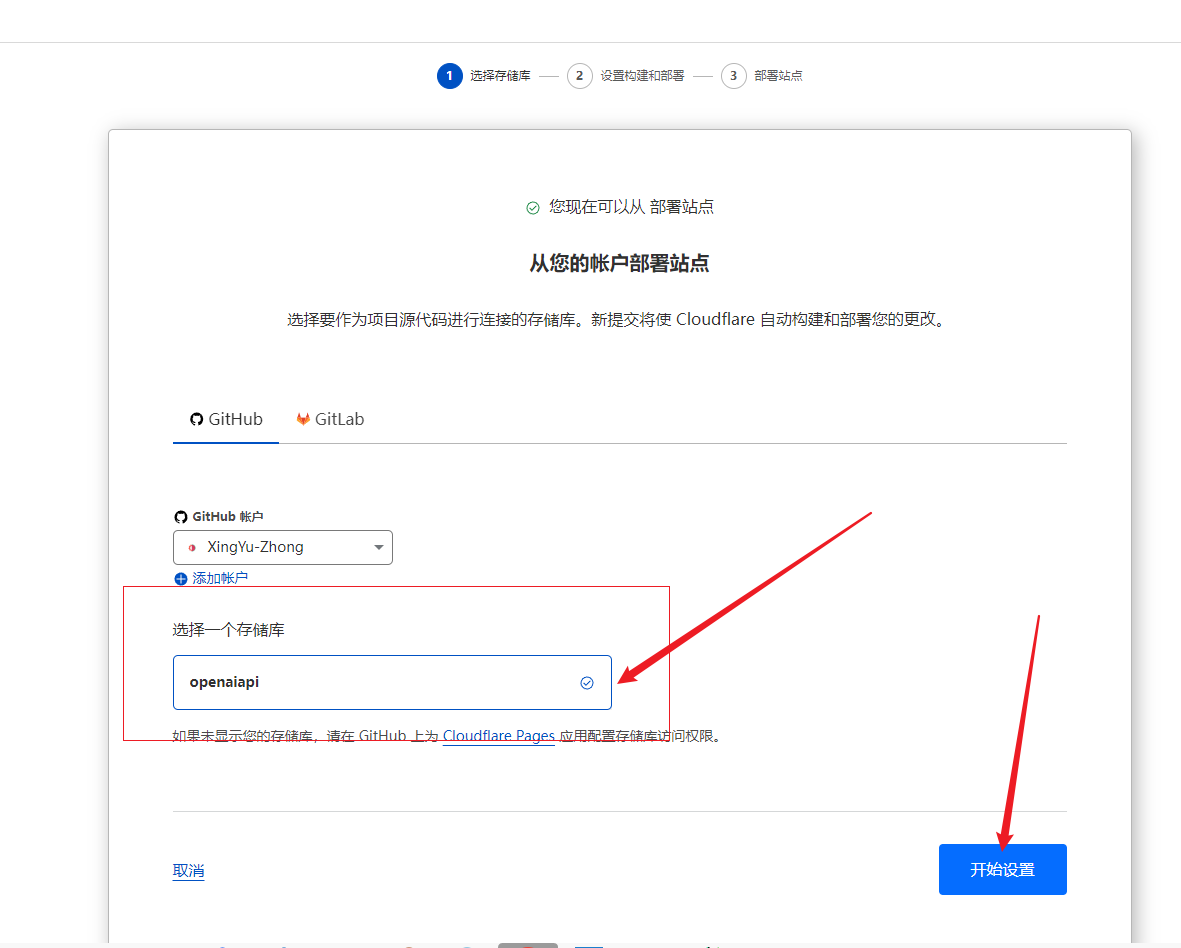 1 选择存储库 2 设置构建和部署 3 部署站点
您现在可以从 部署站点
从您的帐户部署站点
选择要作为项目源代码进行连接的存储库。新提交将使 Cloudflare 自动构建和部署您的更改。
GitHub GitLab
GitHub 帐户
XingYu-Zhong
添加帐户
选择一个存储库
openaiapi
如果未显示您的存储库，请在 GitHub 上为 Cloudflare Pages 应用配置存储库访问权限。
取消 开始设置